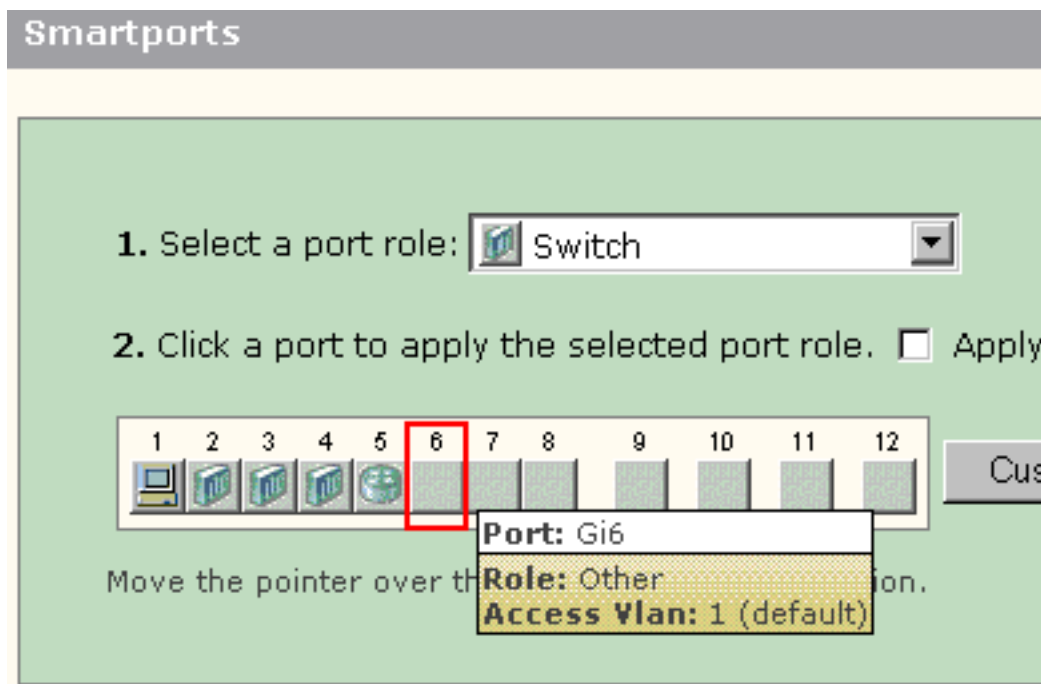 Smartports
1. Select a port role: Switch
2. Click a port to apply the selected port role. Apply
1 2 3 4 5 6 7 8 9 10 11 12
Cus
Port: Gi6
Move the pointer over th
Role: Other
ion.
Access Vlan: 1 (default)